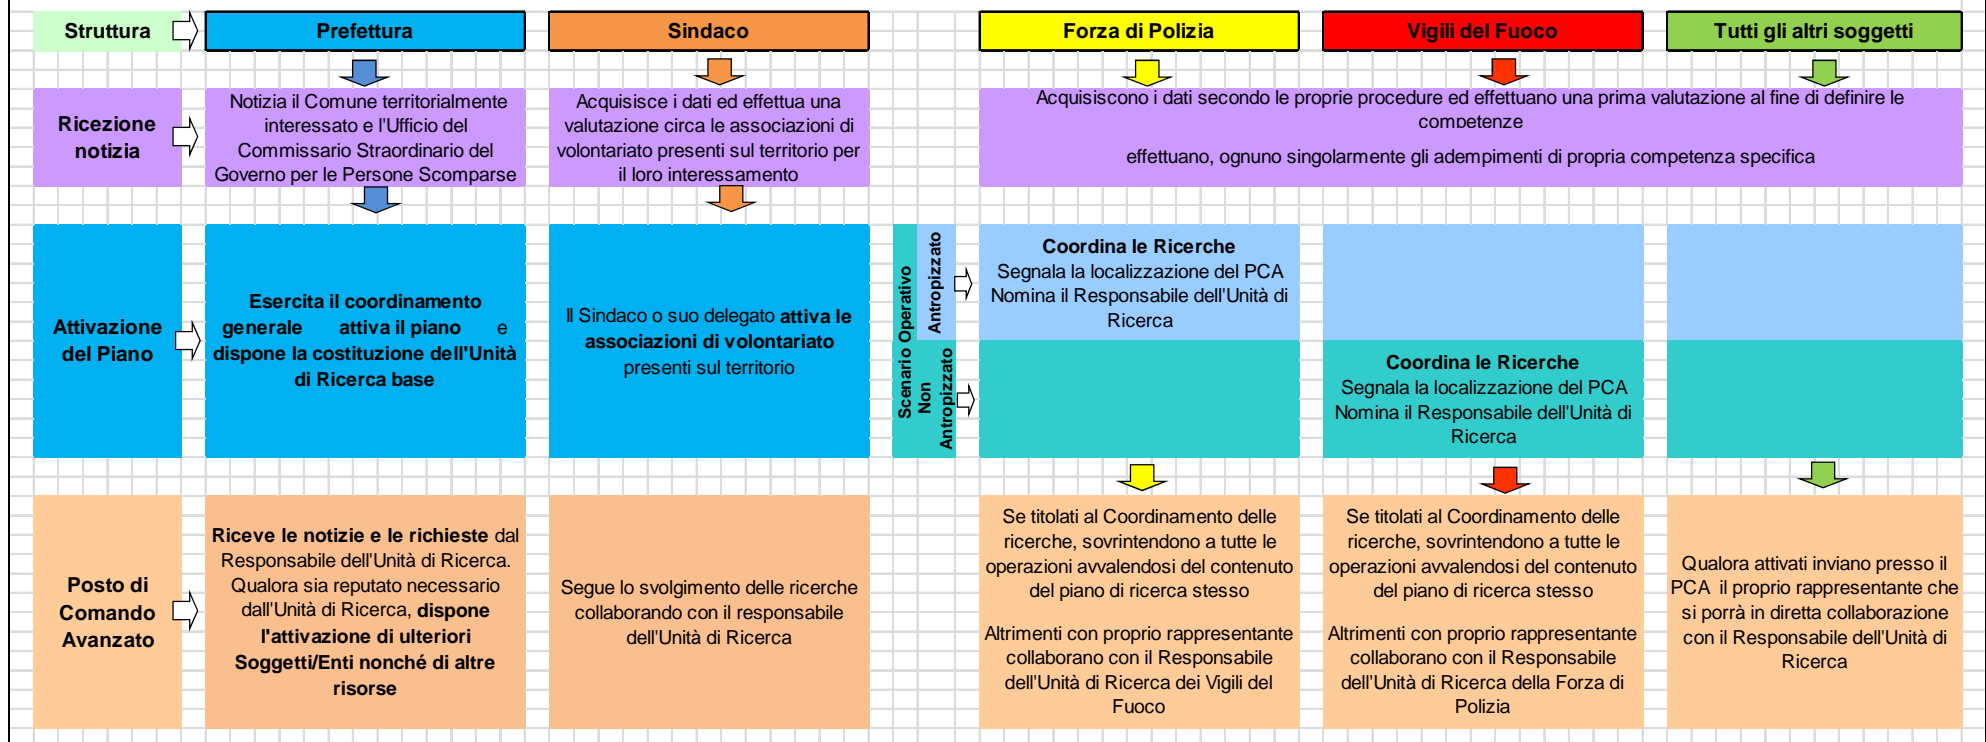 Struttura
Prefettura
Sindaco
Forza di Polizia
Vigili del Fuoco
Tutti gli altri soggetti
Ricezione
notizia
Notizia il Comune territorialmente
interessato e l'Ufficio del
Commissario Straordinario del
Governo per le Persone Scomparse
Acquisisce i dati ed effettua una
valutazione circa le associazioni di
volontariato presenti sul territorio per
il loro interessamento
Acquisiscono i dati secondo le proprie procedure ed effettuano una prima valutazione al fine di definire le
competenze
effettuano, ognuno singolarmente gli adempimenti di propria competenza specifica
Attivazione
del Piano
Esercita il coordinamento
generale attiva il piano e
dispone la costituzione dell'Unità
di Ricerca base
Il Sindaco o suo delegato attiva le
associazioni di volontariato
presenti sul territorio
Scenario Operativo
Antropizzato
Non
Antropizzato
Coordina le Ricerche
Segnala la localizzazione del PCA
Nomina il Responsabile dell'Unità di
Ricerca
Coordina le Ricerche
Segnala la localizzazione del PCA
Nomina il Responsabile dell'Unità di
Ricerca
Posto di
Comando
Avanzato
Riceve le notizie e le richieste dal
Responsabile dell'Unità di Ricerca.
Qualora sia reputato necessario
dall'Unità di Ricerca, dispone
l'attivazione di ulteriori
Soggetti/Enti nonché di altre
risorse
Segue lo svolgimento delle ricerche
collaborando con il responsabile
dell'Unità di Ricerca
Se titolati al Coordinamento delle
ricerche, sovrintendono a tutte le
operazioni avvalendosi del contenuto
del piano di ricerca stesso
Altrimenti con proprio rappresentante
collaborano con il Responsabile
dell'Unità di Ricerca dei Vigili del
Fuoco
Se titolati al Coordinamento delle
ricerche, sovrintendono a tutte le
operazioni avvalendosi del contenuto
del piano di ricerca stesso
Altrimenti con proprio rappresentante
collaborano con il Responsabile
dell'Unità di Ricerca della Forza di
Polizia
Qualora attivati inviano presso il
PCA il proprio rappresentante che
si porrà in diretta collaborazione
con il Responsabile dell'Unità di
Ricerca